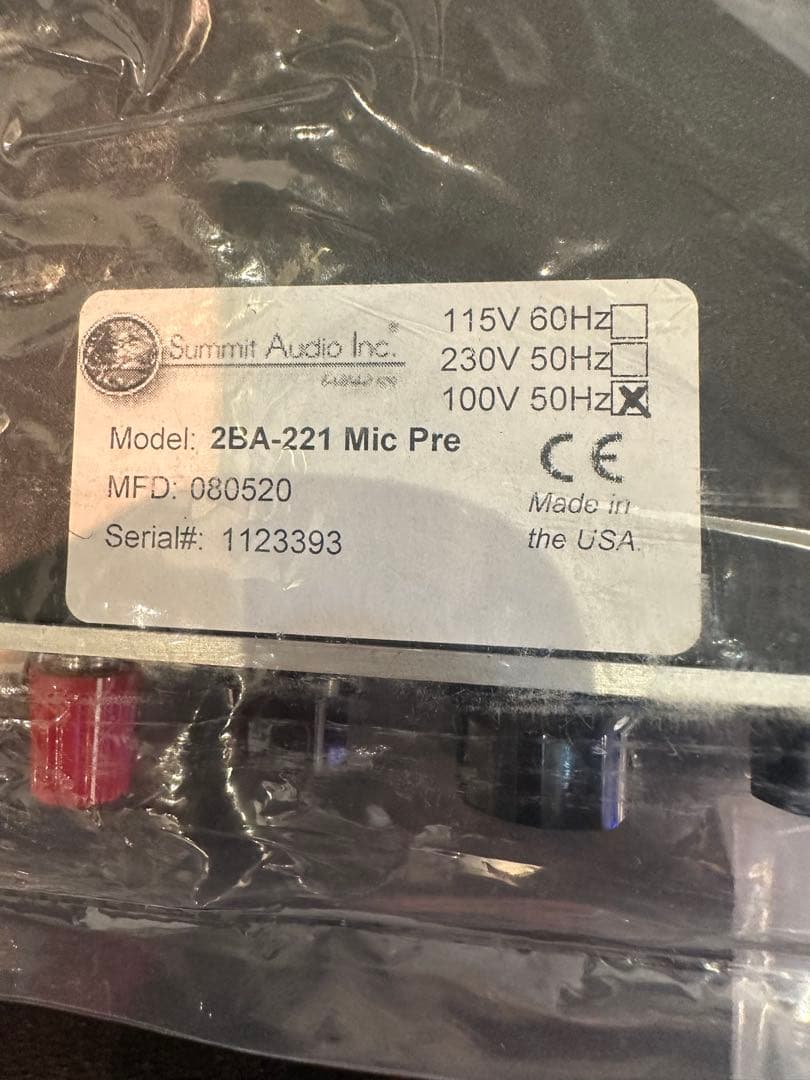 Summit Audio Inc.®
115V 60Hz
230V 50Hz
100V 50Hz
Model: 2BA-221 Mic Pre
CE
MFD: 080520
Made in
Serial#: 1123393
the USA.